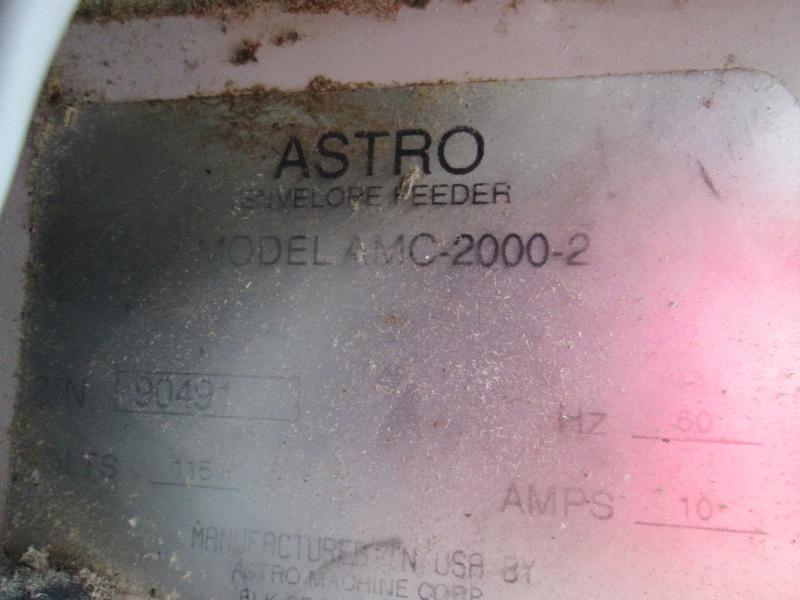 ASTRO
ENVELOPE FEEDER
MODEL AMC-2000-2
S/N 90491
Hz 60
VOLTS 115
AMPS 10
MANUFACTURED IN USA BY
ASTRO MACHINE CORP